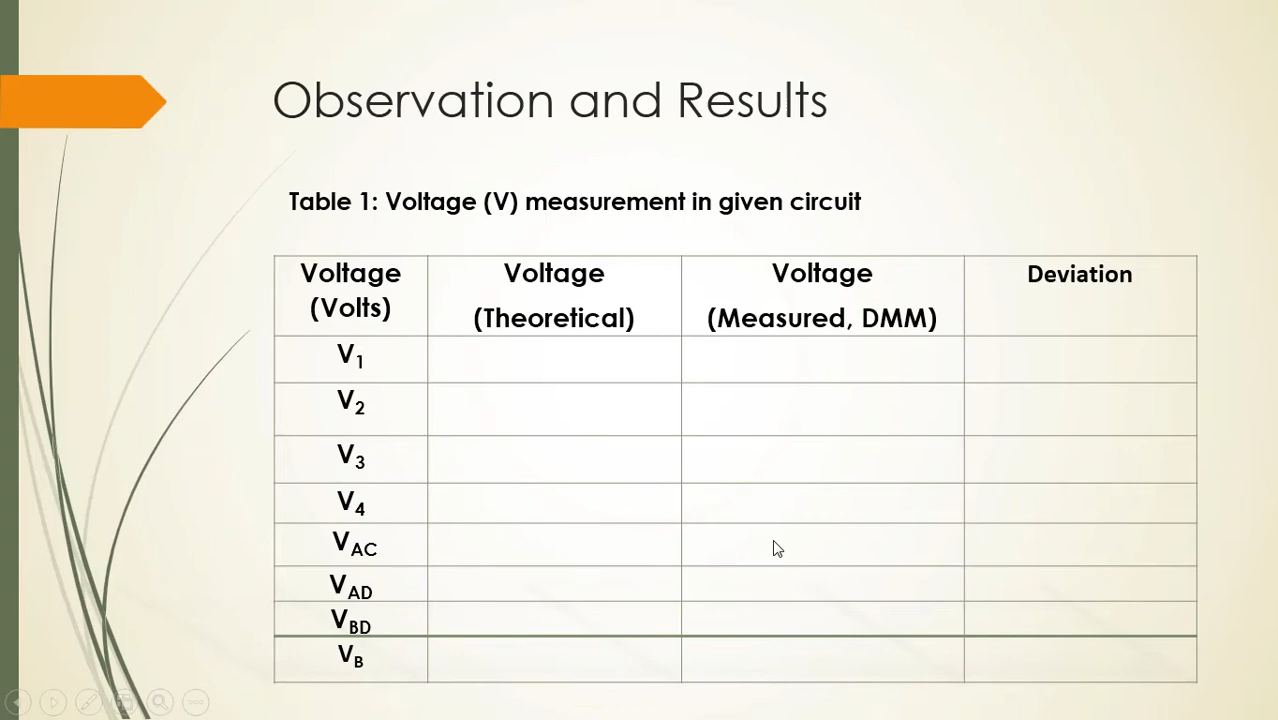 Observation and Results
Table 1: Voltage (V) measurement in given circuit
Voltage (Volts) Voltage (Theoretical) Voltage (Measured, DMM) Deviation
V1
V2
V3
V4
VAC
VAD
VBD
VB